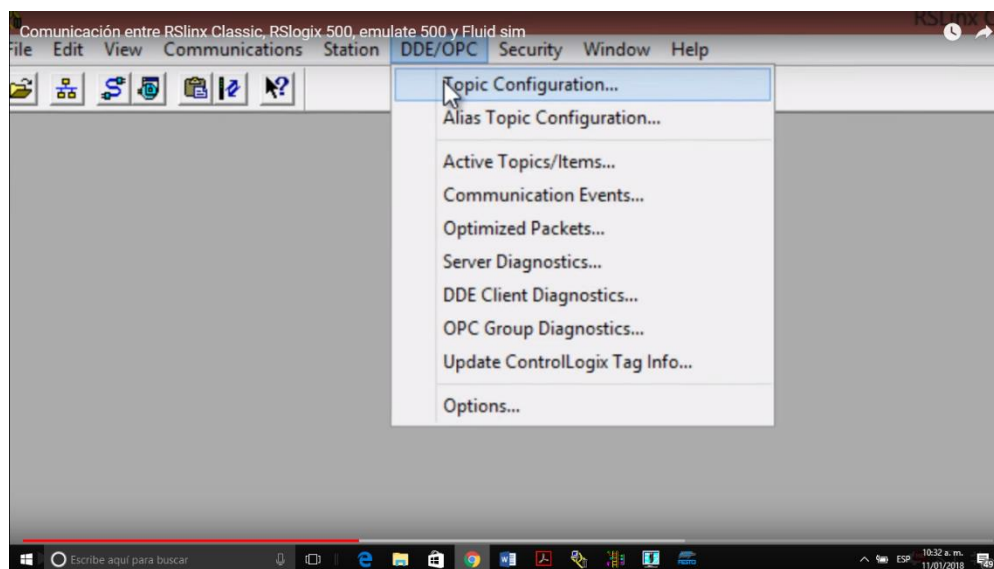 RSLinx C
Comunicación entre RSlinx Classic, RSlogix 500, emulate 500 y Fluid sim
File Edit View Communications Station DDE/OPC Security Window Help
Topic Configuration...
Alias Topic Configuration...
Active Topics/Items...
Communication Events...
Optimized Packets...
Server Diagnostics...
DDE Client Diagnostics...
OPC Group Diagnostics...
Update ControlLogix Tag Info...
Options...
Escribe aquí para buscar
ESP
10:32 a. m.
11/01/2018
49